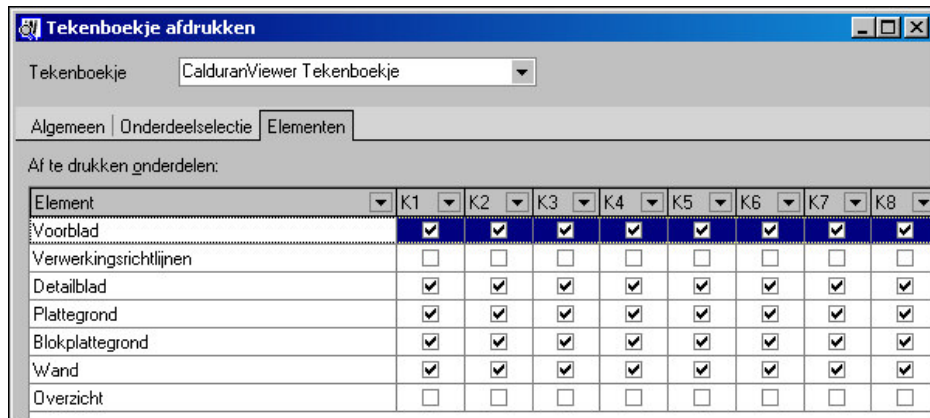 Tekenboekje afdrukken
Tekenboekje CalduranViewer Tekenboekje
Algemeen Onderdeelselectie Elementen
Af te drukken onderdelen:
Element K1 K2 K3 K4 K5 K6 K7 K8
Voorblad
Verwerkingsrichtlijnen
Detailblad
Plattegrond
Blokplattegrond
Wand
Overzicht